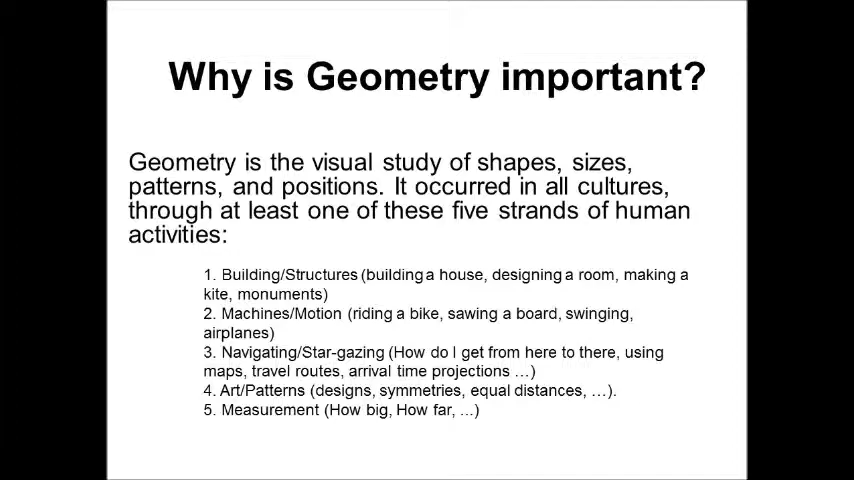 Why is Geometry important?
Geometry is the visual study of shapes, sizes,
patterns, and positions. It occurred in all cultures,
through at least one of these five strands of human
activities:
1. Building/Structures (building a house, designing a room, making a
kite, monuments)
2. Machines/Motion (riding a bike, sawing a board, swinging,
airplanes)
3. Navigating/Star-gazing (How do I get from here to there, using
maps, travel routes, arrival time projections …)
4. Art/Patterns (designs, symmetries, equal distances, …).
5. Measurement (How big, How far, ...)